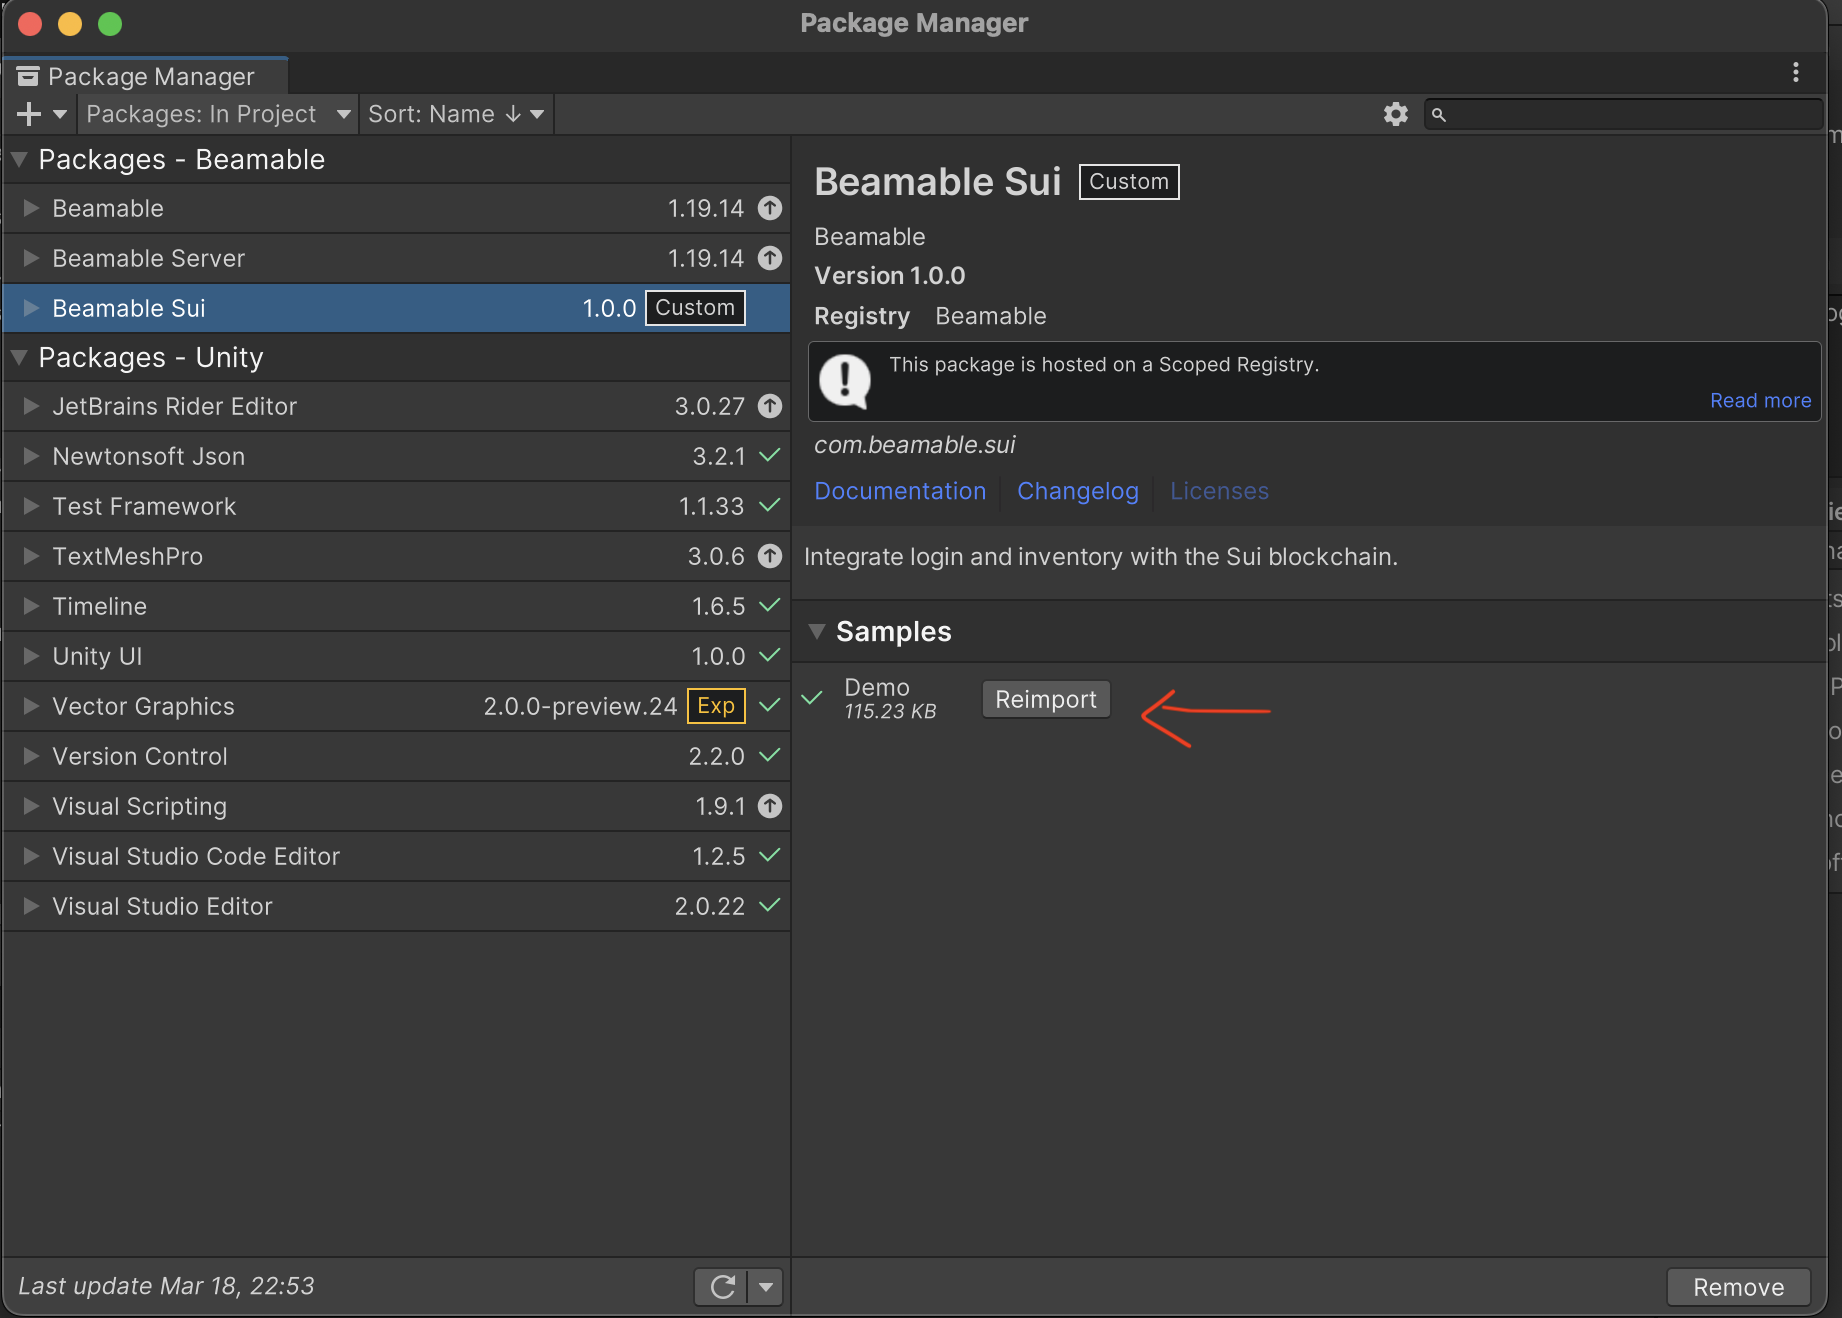 Package Manager
Package Manager
Packages: In Project
Sort: Name ↓
Packages - Beamable
Beamable 1.19.14
Beamable Server 1.19.14
Beamable Sui 1.0.0 Custom
Packages - Unity
JetBrains Rider Editor 3.0.27
Newtonsoft Json 3.2.1
Test Framework 1.1.33
TextMeshPro 3.0.6
Timeline 1.6.5
Unity UI 1.0.0
Vector Graphics 2.0.0-preview.24 Exp
Version Control 2.2.0
Visual Scripting 1.9.1
Visual Studio Code Editor 1.2.5
Visual Studio Editor 2.0.22
Last update Mar 18, 22:53
Beamable Sui Custom
Beamable
Version 1.0.0
Registry Beamable
This package is hosted on a Scoped Registry.
Read more
com.beamable.sui
Documentation Changelog Licenses
Integrate login and inventory with the Sui blockchain.
Samples
Demo
115.23 KB
Reimport
Remove